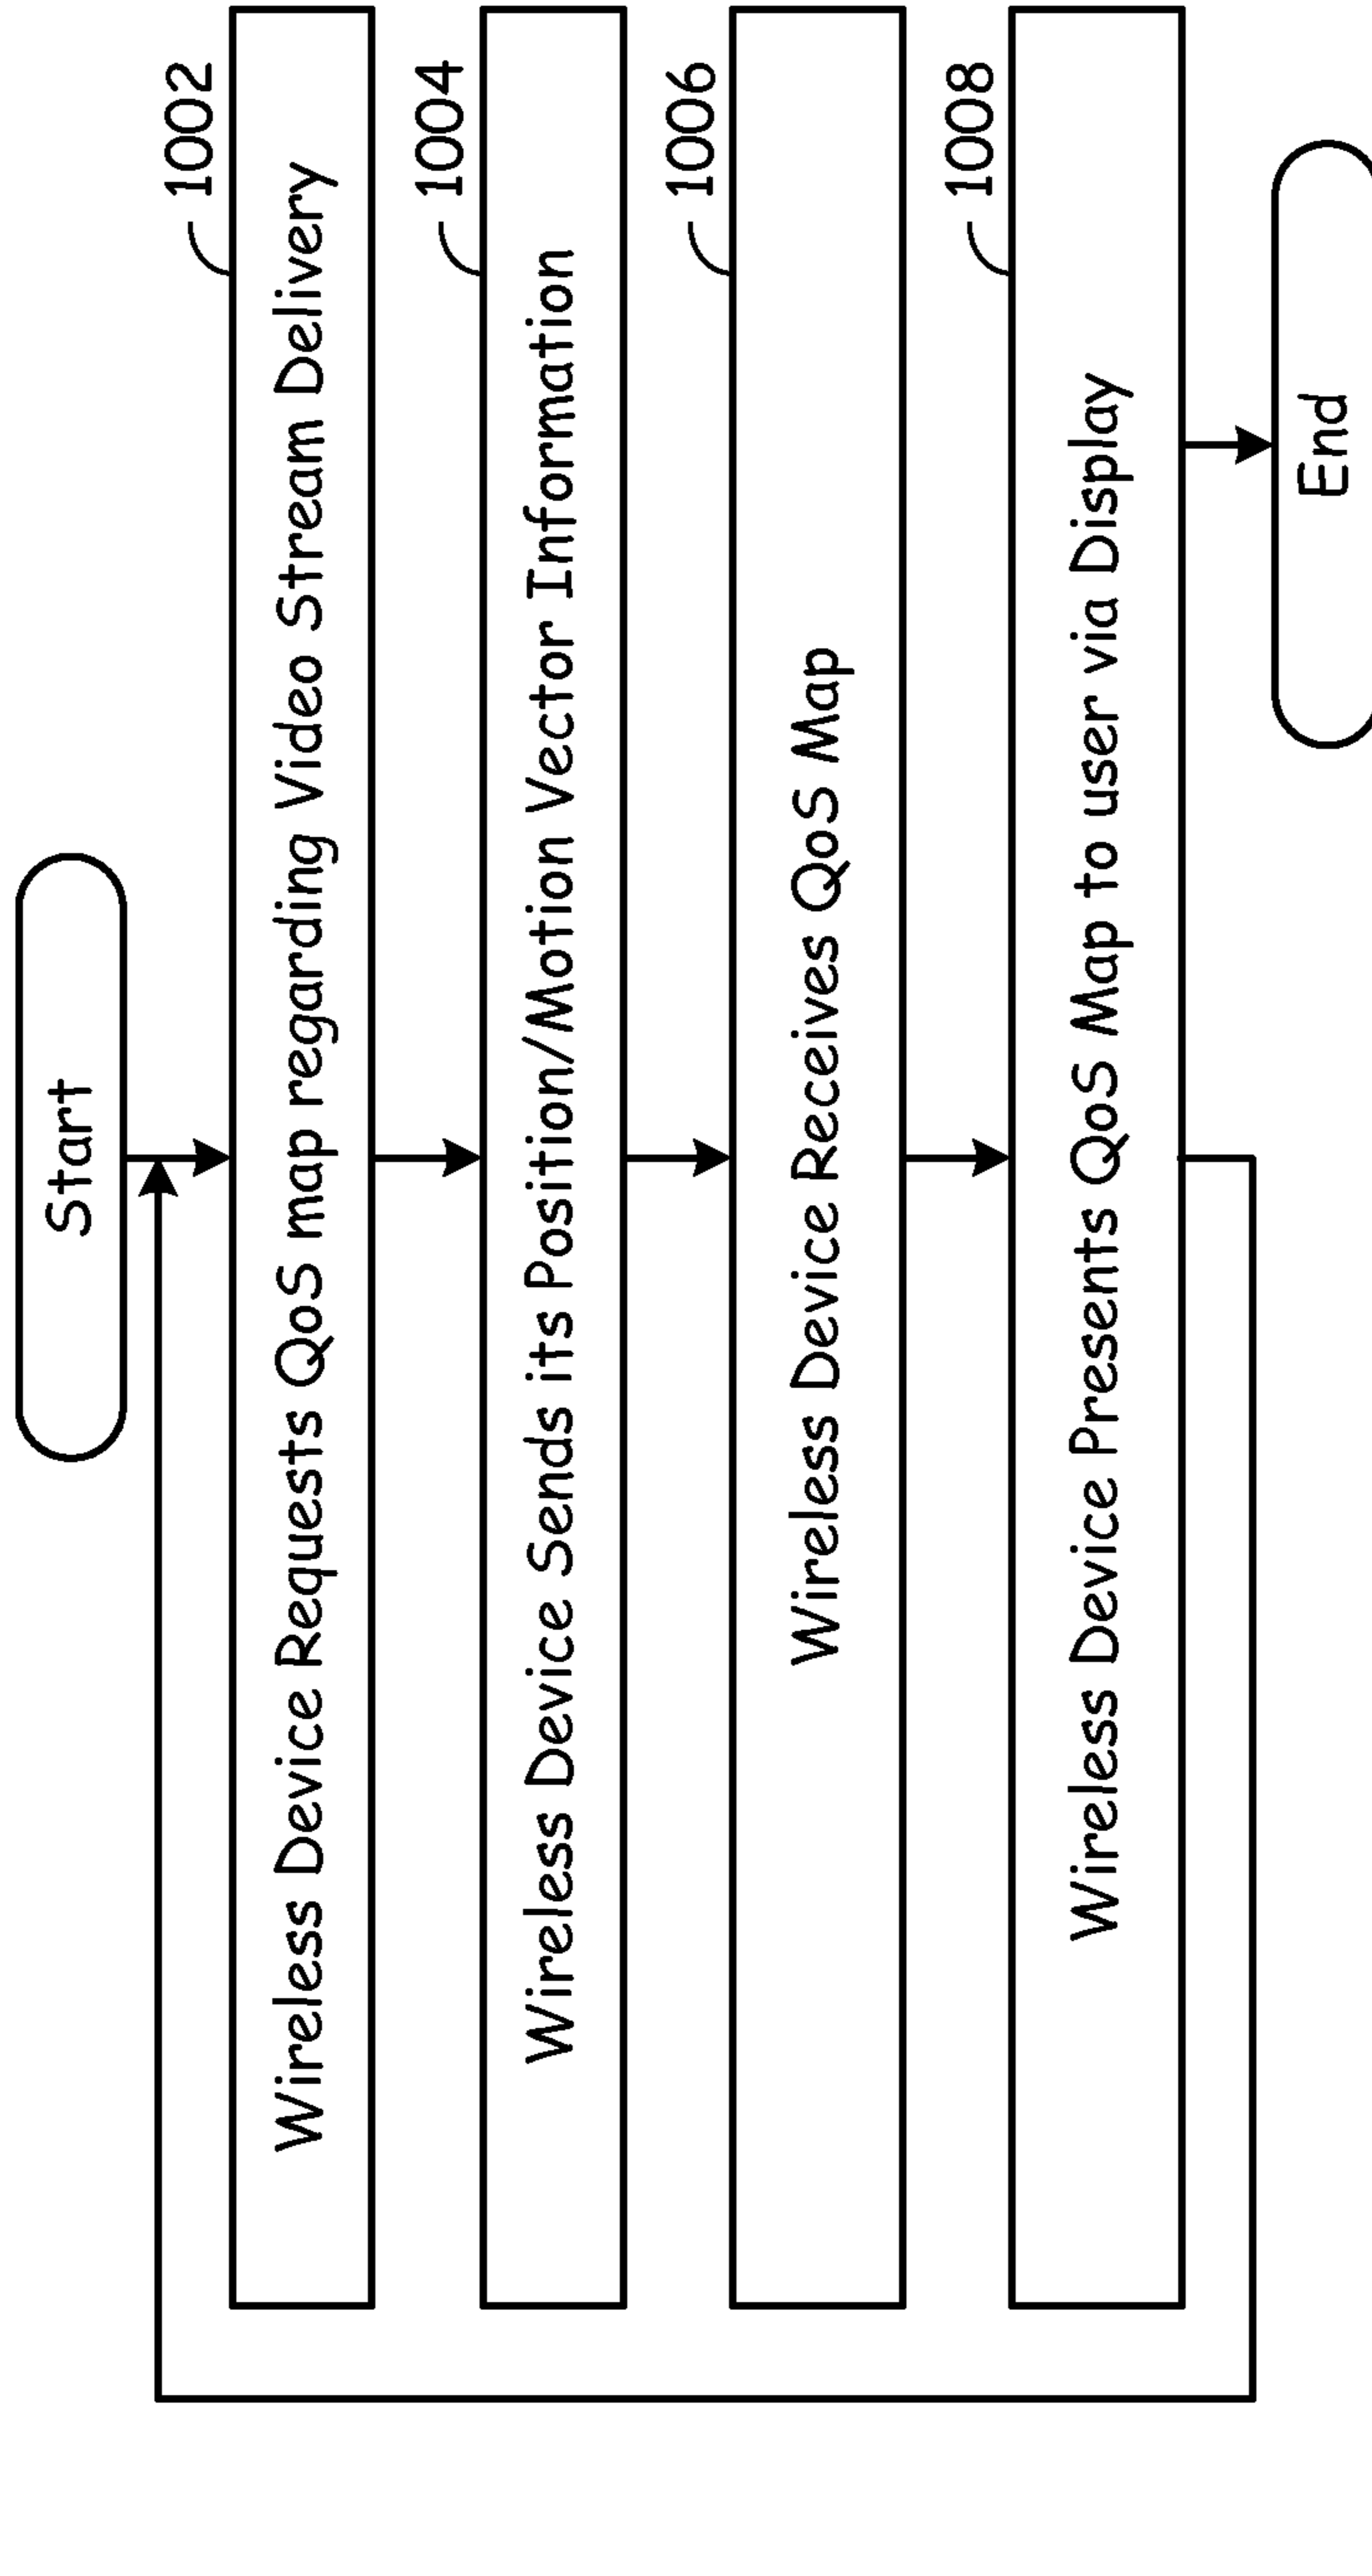 Start
1002
Wireless Device Requests QoS map regarding Video Stream Delivery
1004
Wireless Device Sends its Position/Motion Vector Information
1006
Wireless Device Receives QoS Map
1008
Wireless Device Presents QoS Map to user via Display
End